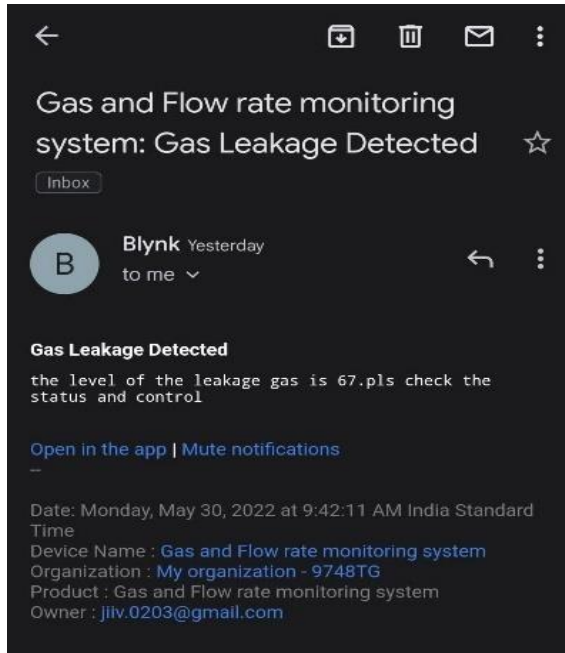 Gas and Flow rate monitoring
system: Gas Leakage Detected
Inbox
B
Blynk Yesterday
to me
Gas Leakage Detected
the level of the leakage gas is 67.pls check the
status and control
Open in the app | Mute notifications
--
Date: Monday, May 30, 2022 at 9:42:11 AM India Standard
Time
Device Name : Gas and Flow rate monitoring system
Organization : My organization - 9748TG
Product : Gas and Flow rate monitoring system
Owner : jiiv.0203@gmail.com